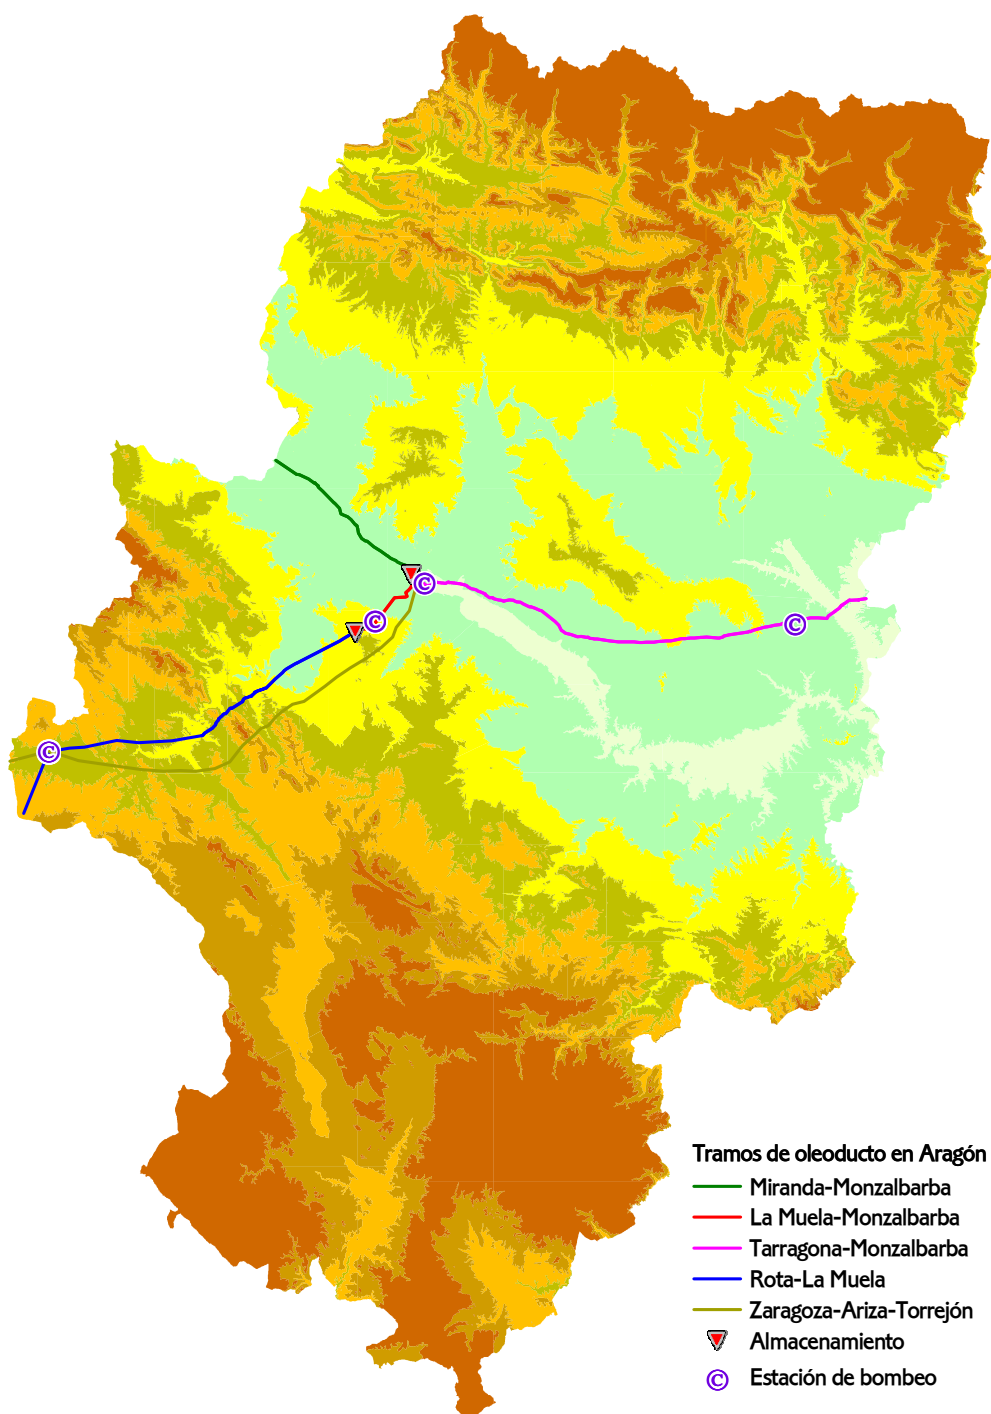 Tramos de oleoducto en Aragón
Miranda-Monzalbarba
La Muela-Monzalbarba
Tarragona-Monzalbarba
Rota-La Muela
Zaragoza-Ariza-Torrejón
Almacenamiento
© Estación de bombeo